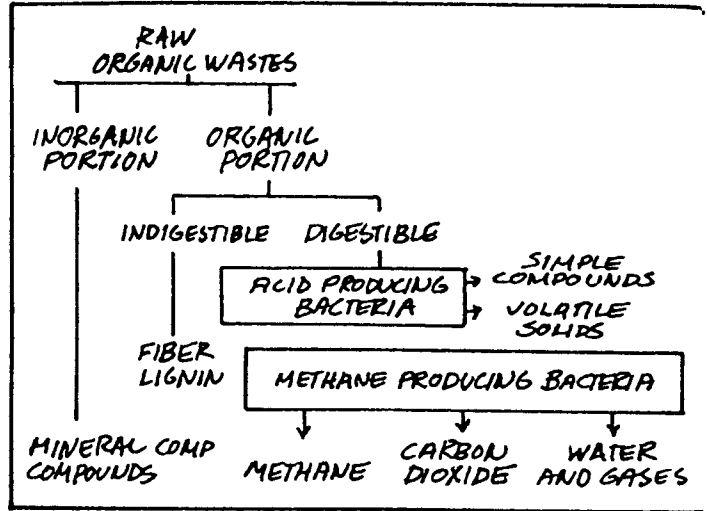 RAW
ORGANIC WASTES
INORGANIC
PORTION
ORGANIC
PORTION
INDIGESTIBLE
DIGESTIBLE
ACID PRODUCING
BACTERIA
SIMPLE
COMPOUNDS
VOLATILE
SOLIDS
FIBER
LIGNIN
METHANE PRODUCING BACTERIA
MINERAL COMP
COMPOUNDS
METHANE
CARBON
DIOXIDE
WATER
AND GASES